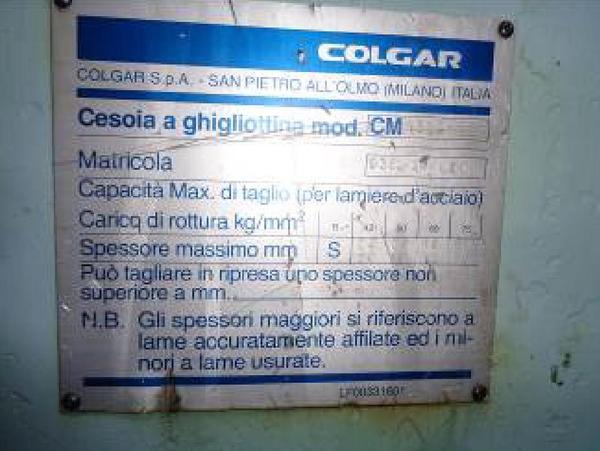 COLGAR
COLGAR S.p.A. - SAN PIETRO ALL'OLMO (MILANO) ITALIA
Cesoia a ghigliottina mod. CM
Matricola
Capacità Max. di taglio (per lamiere d'acciaio)
Carico di rottura kg/mm²
Spessore massimo mm S
Può tagliare in ripresa uno spessore non
superiore a mm.
N.B. Gli spessori maggiori si riferiscono a
lame accuratamente affilate ed i mi-
nori a lame usurate.